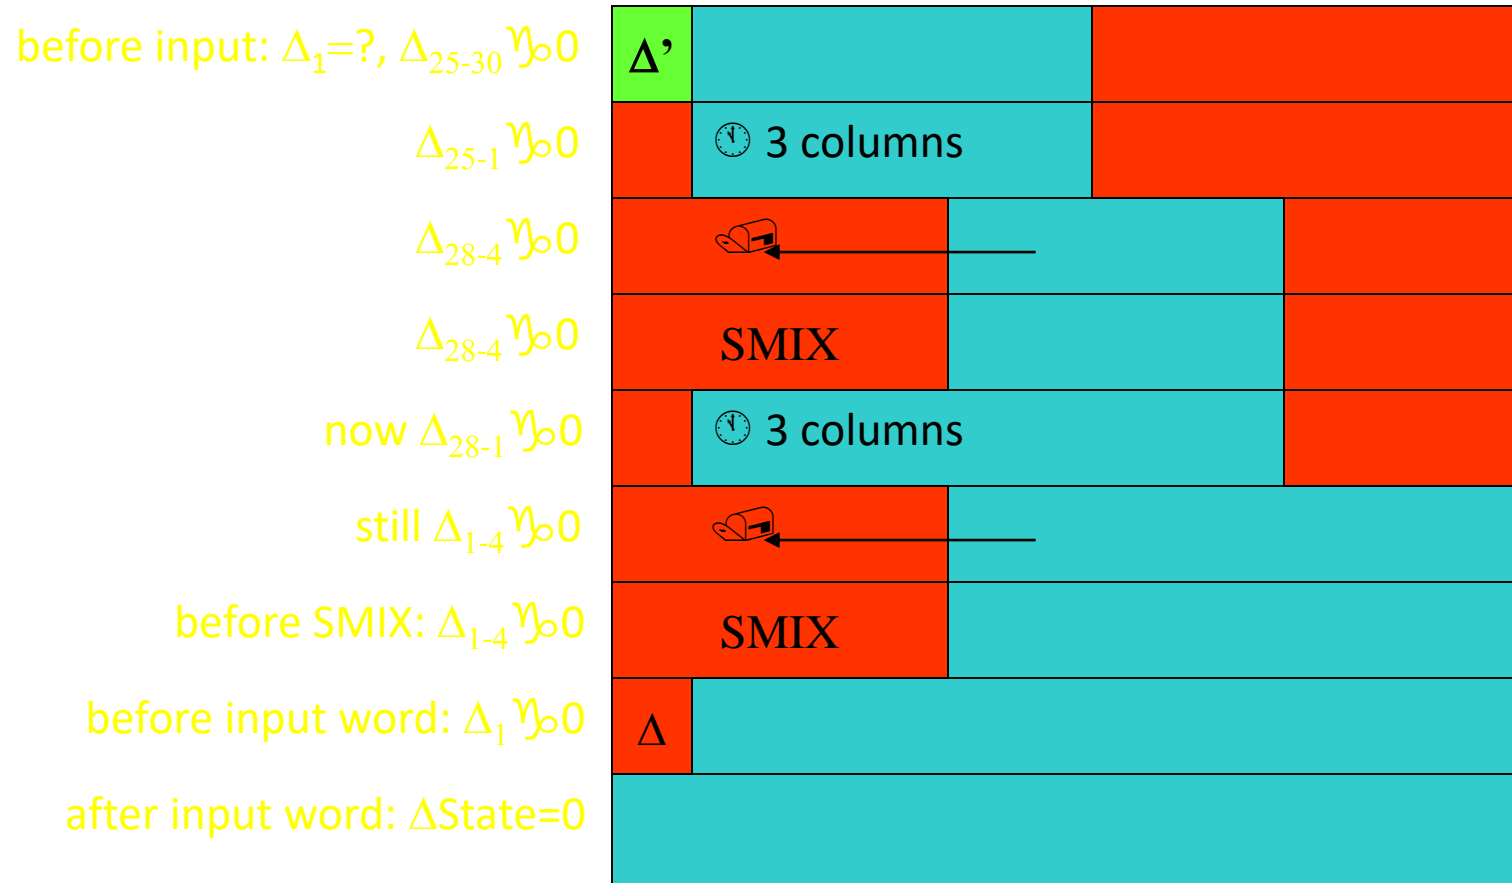 before input: Δ₁=?, Δ₂₅₋₃₀♑0
Δ’
Δ₂₅₋₁♑0
🕚 3 columns
Δ₂₈₋₄♑0
Δ₂₈₋₄♑0
SMIX
now Δ₂₈₋₁♑0
🕚 3 columns
still Δ₁₋₄♑0
before SMIX: Δ₁₋₄♑0
SMIX
before input word: Δ₁♑0
Δ
after input word: ΔState=0